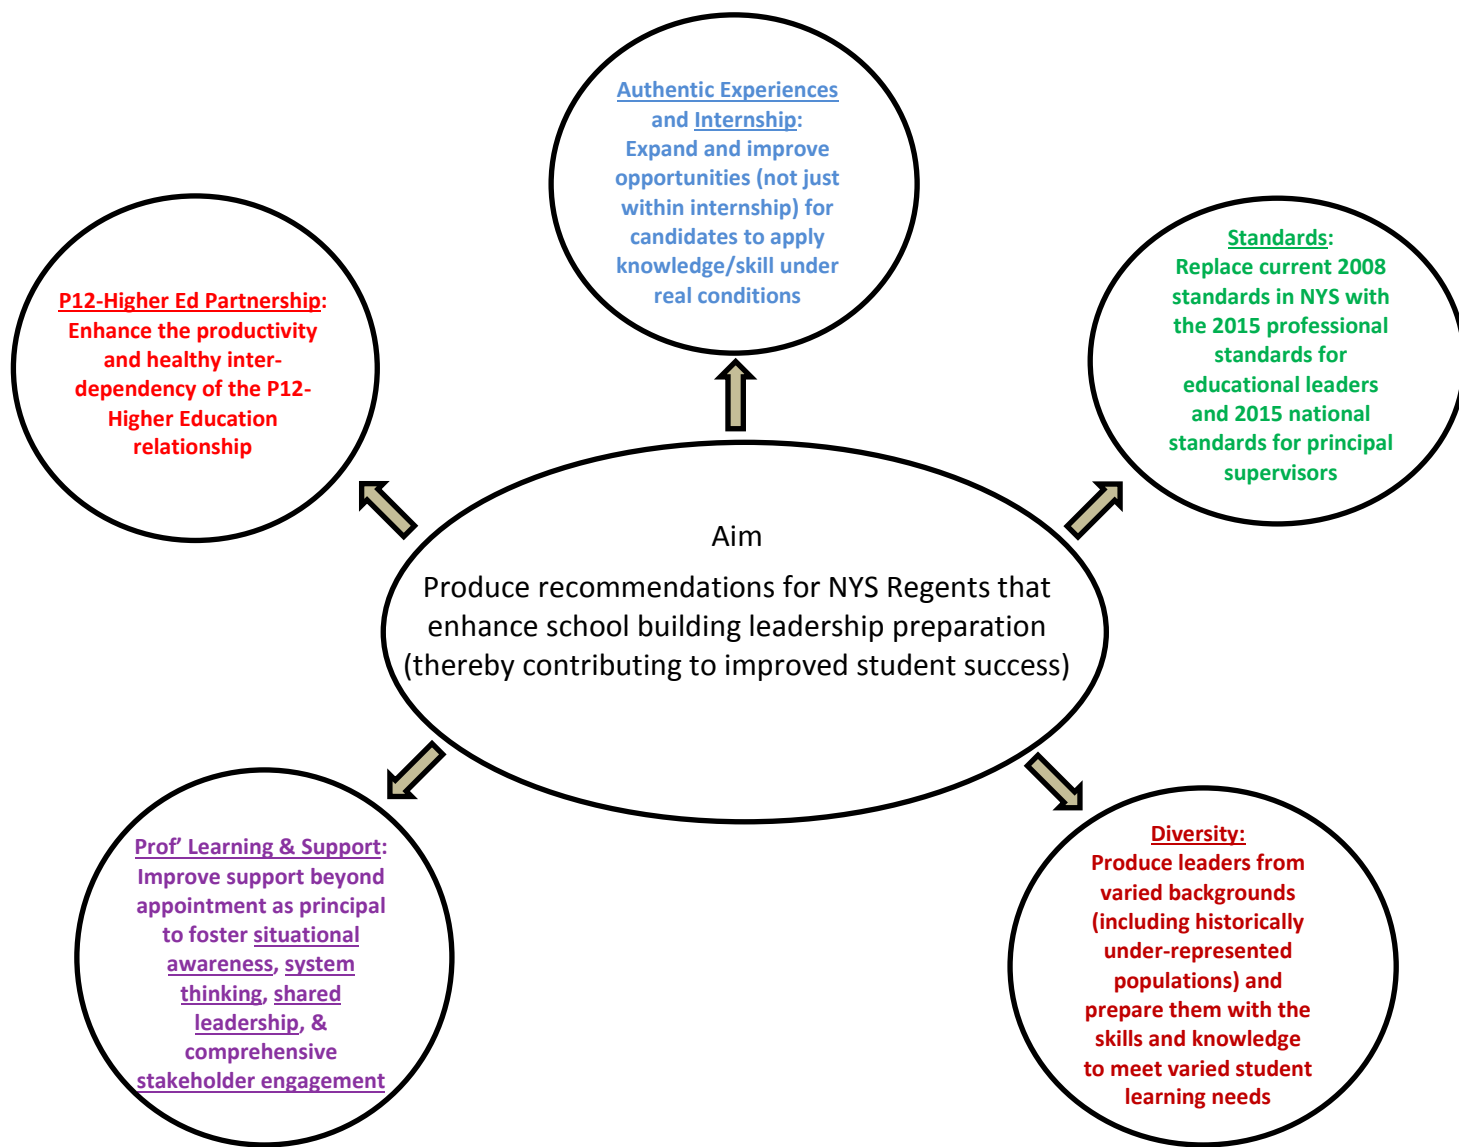 Authentic Experiences
and Internship:
Expand and improve
opportunities (not just
within internship) for
candidates to apply
knowledge/skill under
real conditions
P12-Higher Ed Partnership:
Enhance the productivity
and healthy inter-
dependency of the P12-
Higher Education
relationship
Standards:
Replace current 2008
standards in NYS with
the 2015 professional
standards for
educational leaders
and 2015 national
standards for principal
supervisors
Aim
Produce recommendations for NYS Regents that
enhance school building leadership preparation
(thereby contributing to improved student success)
Prof’ Learning & Support:
Improve support beyond
appointment as principal
to foster situational
awareness, system
thinking, shared
leadership, &
comprehensive
stakeholder engagement
Diversity:
Produce leaders from
varied backgrounds
(including historically
under-represented
populations) and
prepare them with the
skills and knowledge
to meet varied student
learning needs